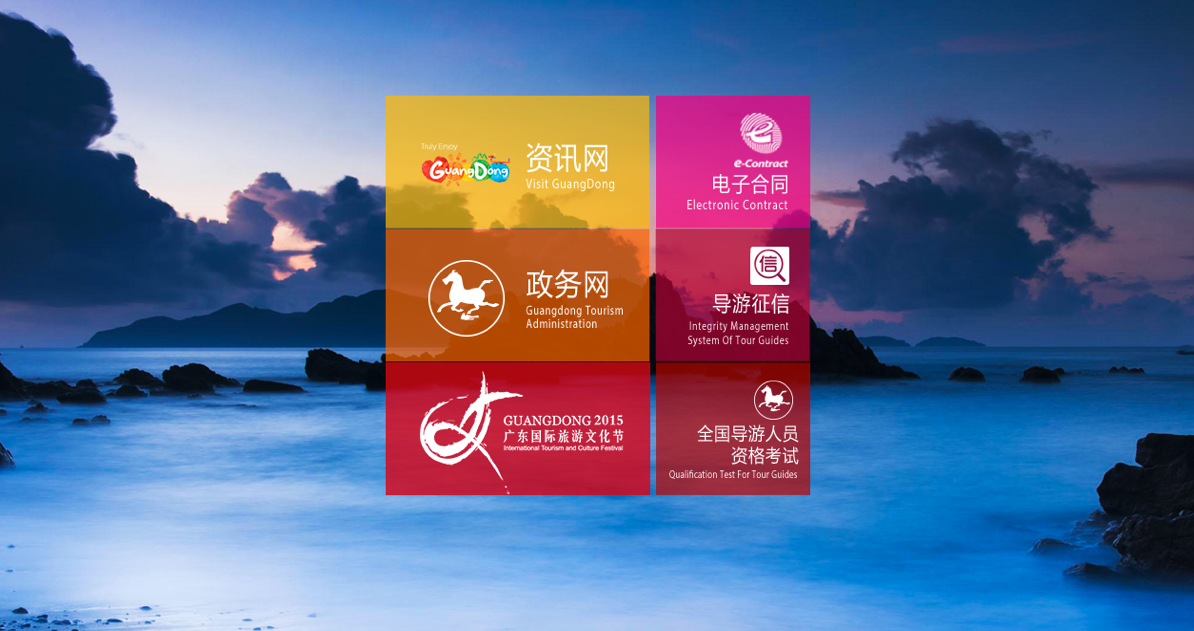 Truly Enjoy
GuangDong
资讯网
Visit GuangDong
e-Contract
电子合同
Electronic Contract
政务网
Guangdong Tourism
Administration
信
导游征信
Integrity Management
System Of Tour Guides
GUANGDONG 2015
广东国际旅游文化节
International Tourism and Culture Festival
全国导游人员
资格考试
Qualification Test For Tour Guides